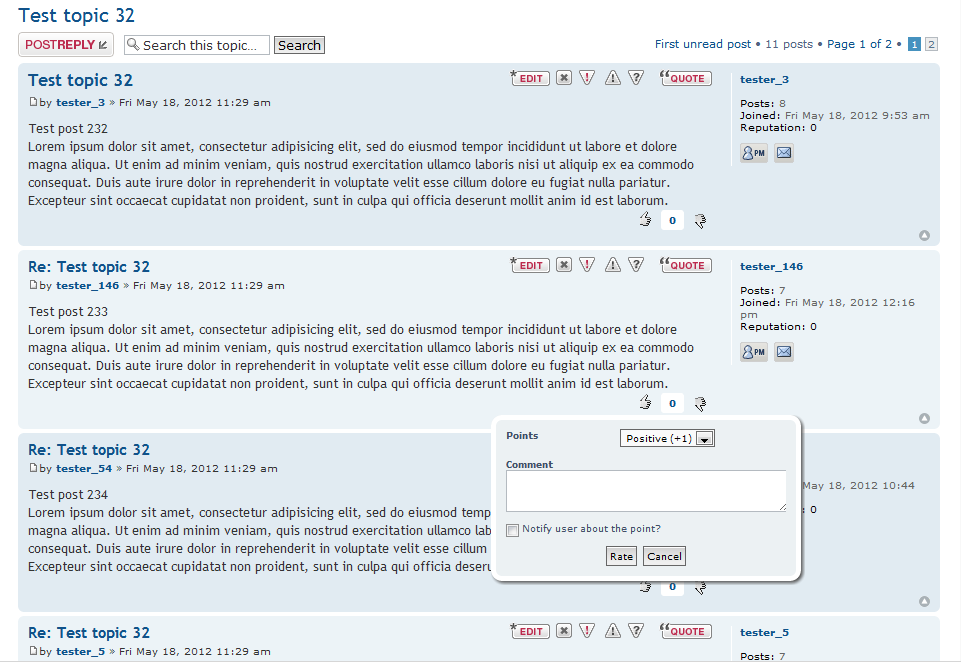 Test topic 32
POSTREPLY Search this topic... Search First unread post • 11 posts • Page 1 of 2 • 1 2
Test topic 32 *EDIT ! ! ? “QUOTE tester_3
by tester_3 » Fri May 18, 2012 11:29 am
Posts: 8
Joined: Fri May 18, 2012 9:53 am
Reputation: 0
PM
Test post 232
Lorem ipsum dolor sit amet, consectetur adipisicing elit, sed do eiusmod tempor incididunt ut labore et dolore
magna aliqua. Ut enim ad minim veniam, quis nostrud exercitation ullamco laboris nisi ut aliquip ex ea commodo
consequat. Duis aute irure dolor in reprehenderit in voluptate velit esse cillum dolore eu fugiat nulla pariatur.
Excepteur sint occaecat cupidatat non proident, sunt in culpa qui officia deserunt mollit anim id est laborum.
0
Re: Test topic 32 *EDIT ! ! ? “QUOTE tester_146
by tester_146 » Fri May 18, 2012 11:29 am
Posts: 7
Joined: Fri May 18, 2012 12:16
pm
Reputation: 0
PM
Test post 233
Lorem ipsum dolor sit amet, consectetur adipisicing elit, sed do eiusmod tempor incididunt ut labore et dolore
magna aliqua. Ut enim ad minim veniam, quis nostrud exercitation ullamco laboris nisi ut aliquip ex ea commodo
consequat. Duis aute irure dolor in reprehenderit in voluptate velit esse cillum dolore eu fugiat nulla pariatur.
Excepteur sint occaecat cupidatat non proident, sunt in culpa qui officia deserunt mollit anim id est laborum.
0
Points Positive (+1)
Comment
Notify user about the point?
Rate Cancel
Re: Test topic 32
by tester_54 » Fri May 18, 2012 11:29 am
May 18, 2012 10:44
: 0
Test post 234
Lorem ipsum dolor sit amet, consectetur adipisicing elit, sed do eiusmod temp
magna aliqua. Ut enim ad minim veniam, quis nostrud exercitation ullamco lab
consequat. Duis aute irure dolor in reprehenderit in voluptate velit esse cillum
Excepteur sint occaecat cupidatat non proident, sunt in culpa qui officia deseru
0
Re: Test topic 32 *EDIT ! ! ? “QUOTE tester_5
by tester_5 » Fri May 18, 2012 11:29 am
Posts: 7